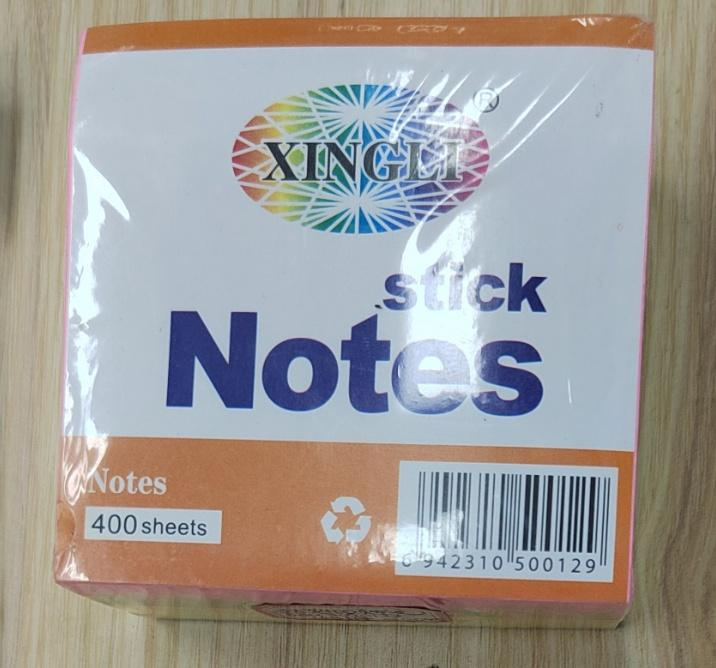 ®
XINGLI
stick
Notes
Notes
400 sheets
6 942310 500129